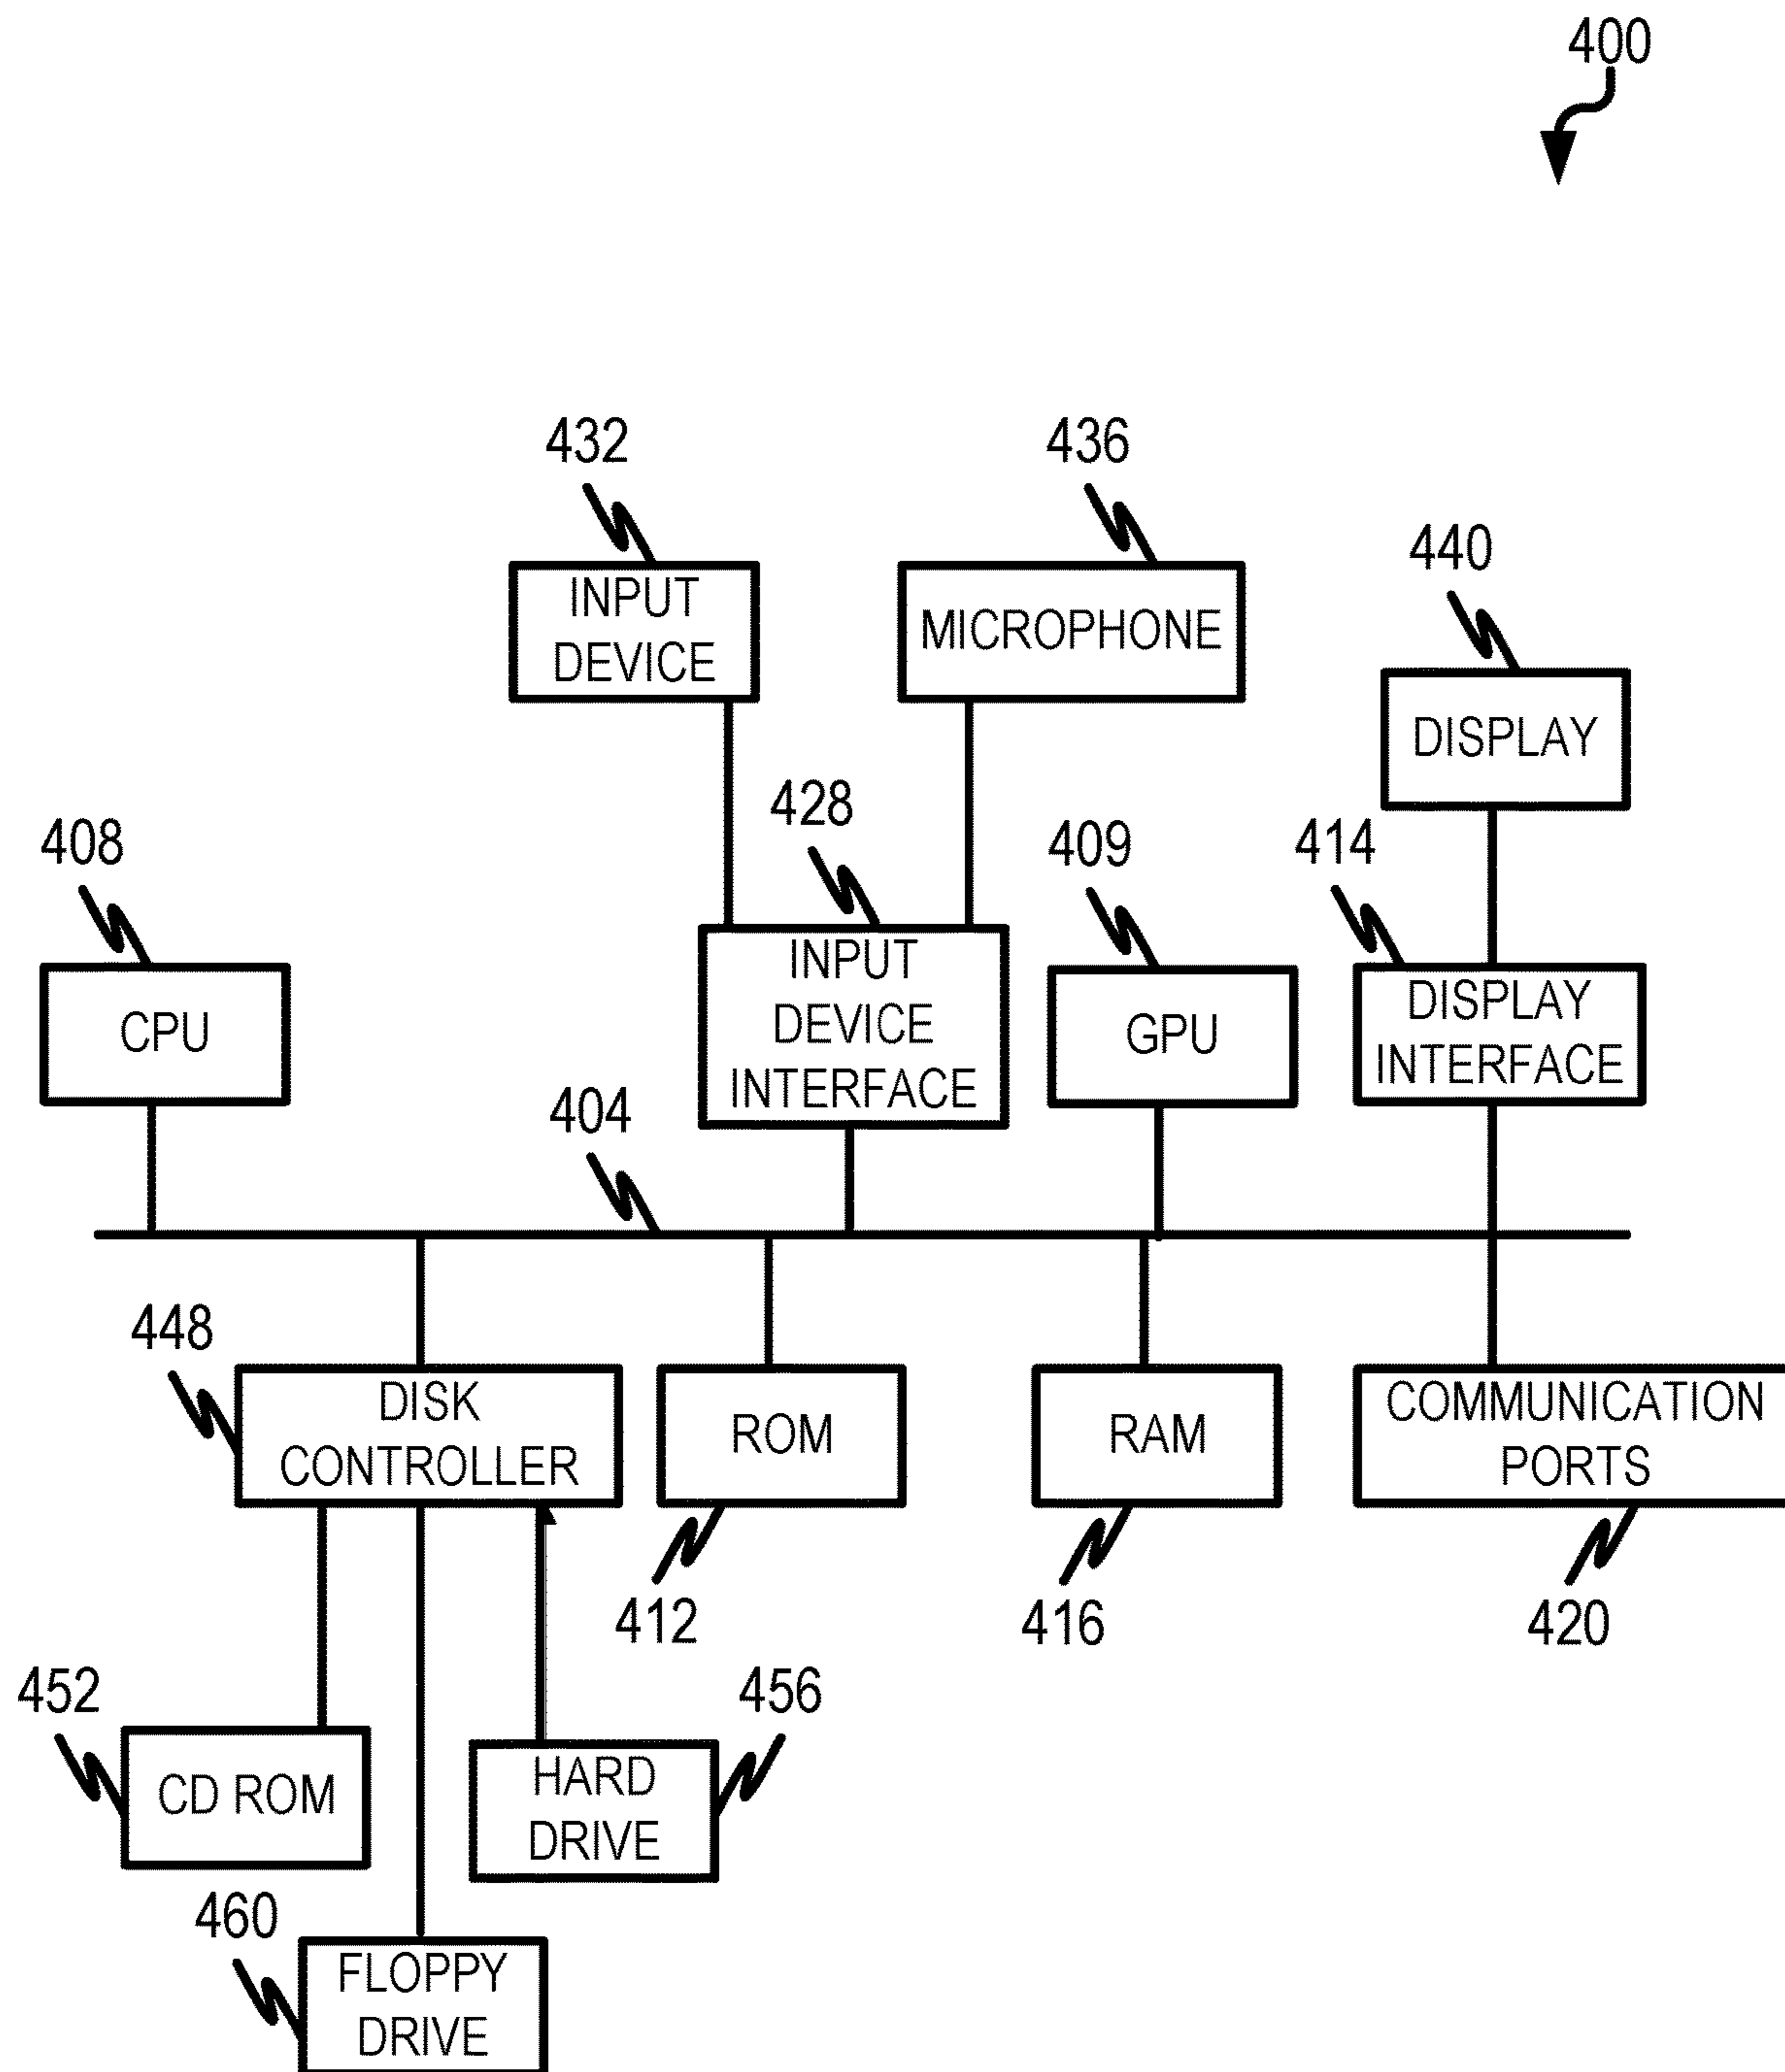 400
432
436
440
INPUT
DEVICE
MICROPHONE
DISPLAY
428
408
409
414
INPUT
DEVICE
INTERFACE
CPU
GPU
DISPLAY
INTERFACE
404
448
DISK
CONTROLLER
ROM
RAM
COMMUNICATION
PORTS
412
416
420
452
456
CD ROM
HARD
DRIVE
460
FLOPPY
DRIVE